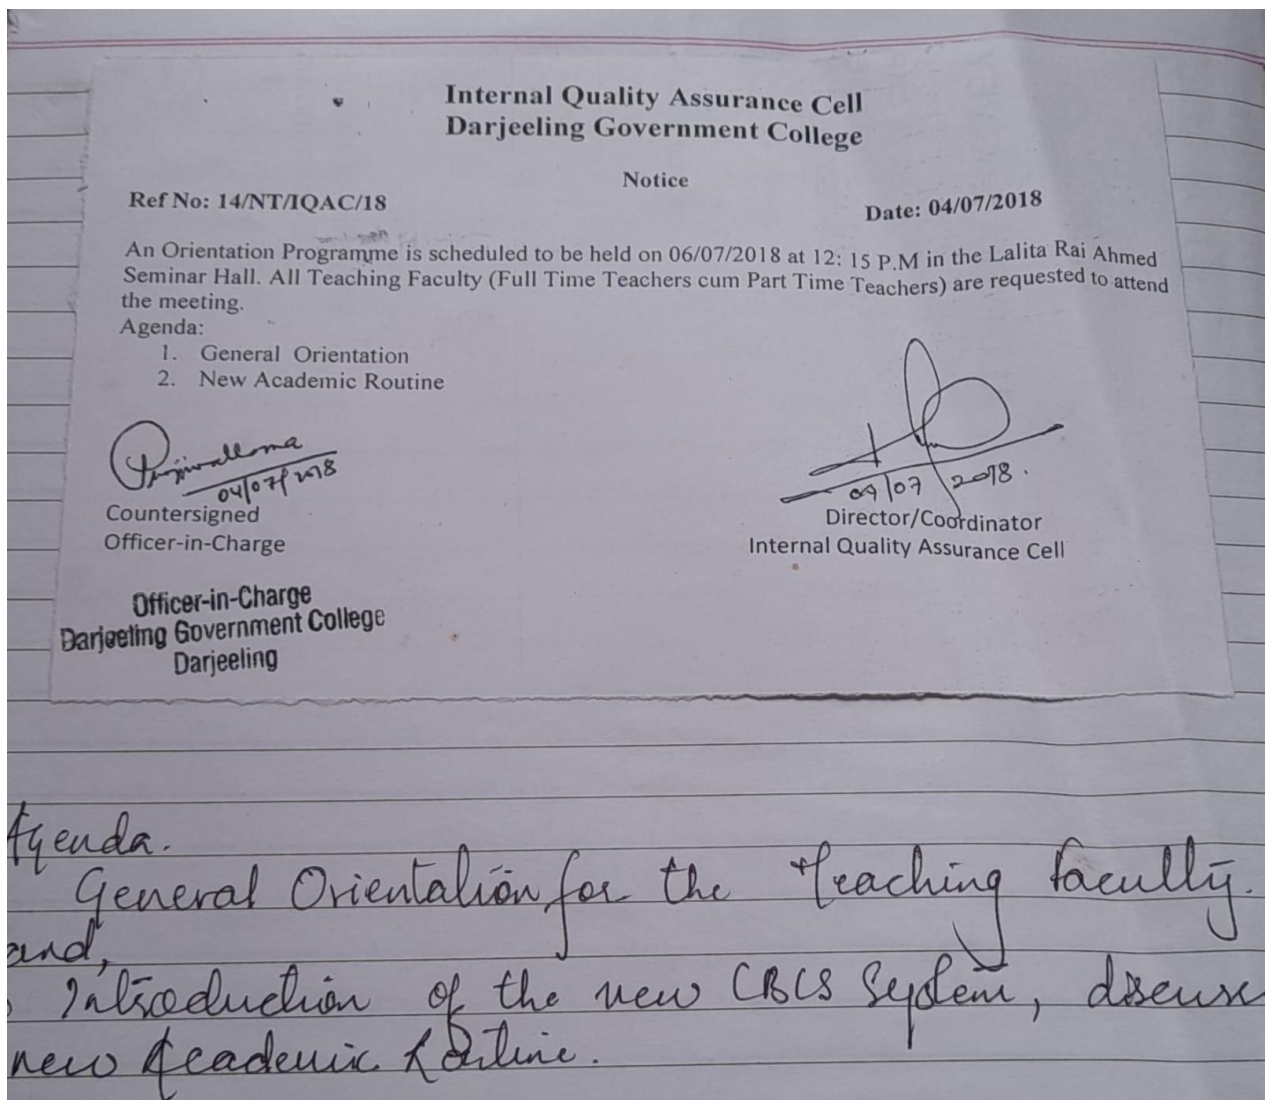 Internal Quality Assurance Cell
Darjeeling Government College
Notice
Ref No: 14/NT/IQAC/18
Date: 04/07/2018
An Orientation Programme is scheduled to be held on 06/07/2018 at 12: 15 P.M in the Lalita Rai Ahmed
Seminar Hall. All Teaching Faculty (Full Time Teachers cum Part Time Teachers) are requested to attend
the meeting.
Agenda:
1. General Orientation
2. New Academic Routine
04/07/2018
04/07/2018.
Countersigned
Officer-in-Charge
Director/Coordinator
Internal Quality Assurance Cell
Officer-in-Charge
Darjeeling Government College
Darjeeling
Agenda.
General Orientation for the Teaching faculty.
and,
Introduction of the new CBCS System, discuss
new Academic Routine.